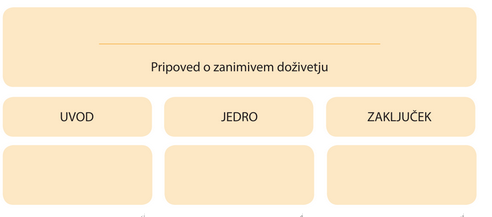 Pripoved o zanimivem doživetju
UVOD
JEDRO
ZAKLJUČEK